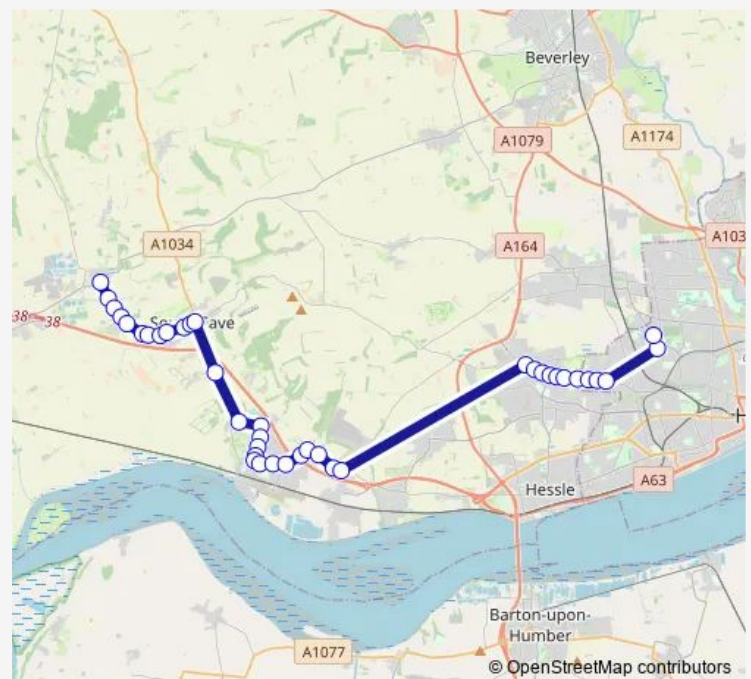 Beverley
A1174
A1079
A1034
A164
A103
38
38
Hessle
A63
Barton-upon-
Humber
A1077
© OpenStreetMap contributors